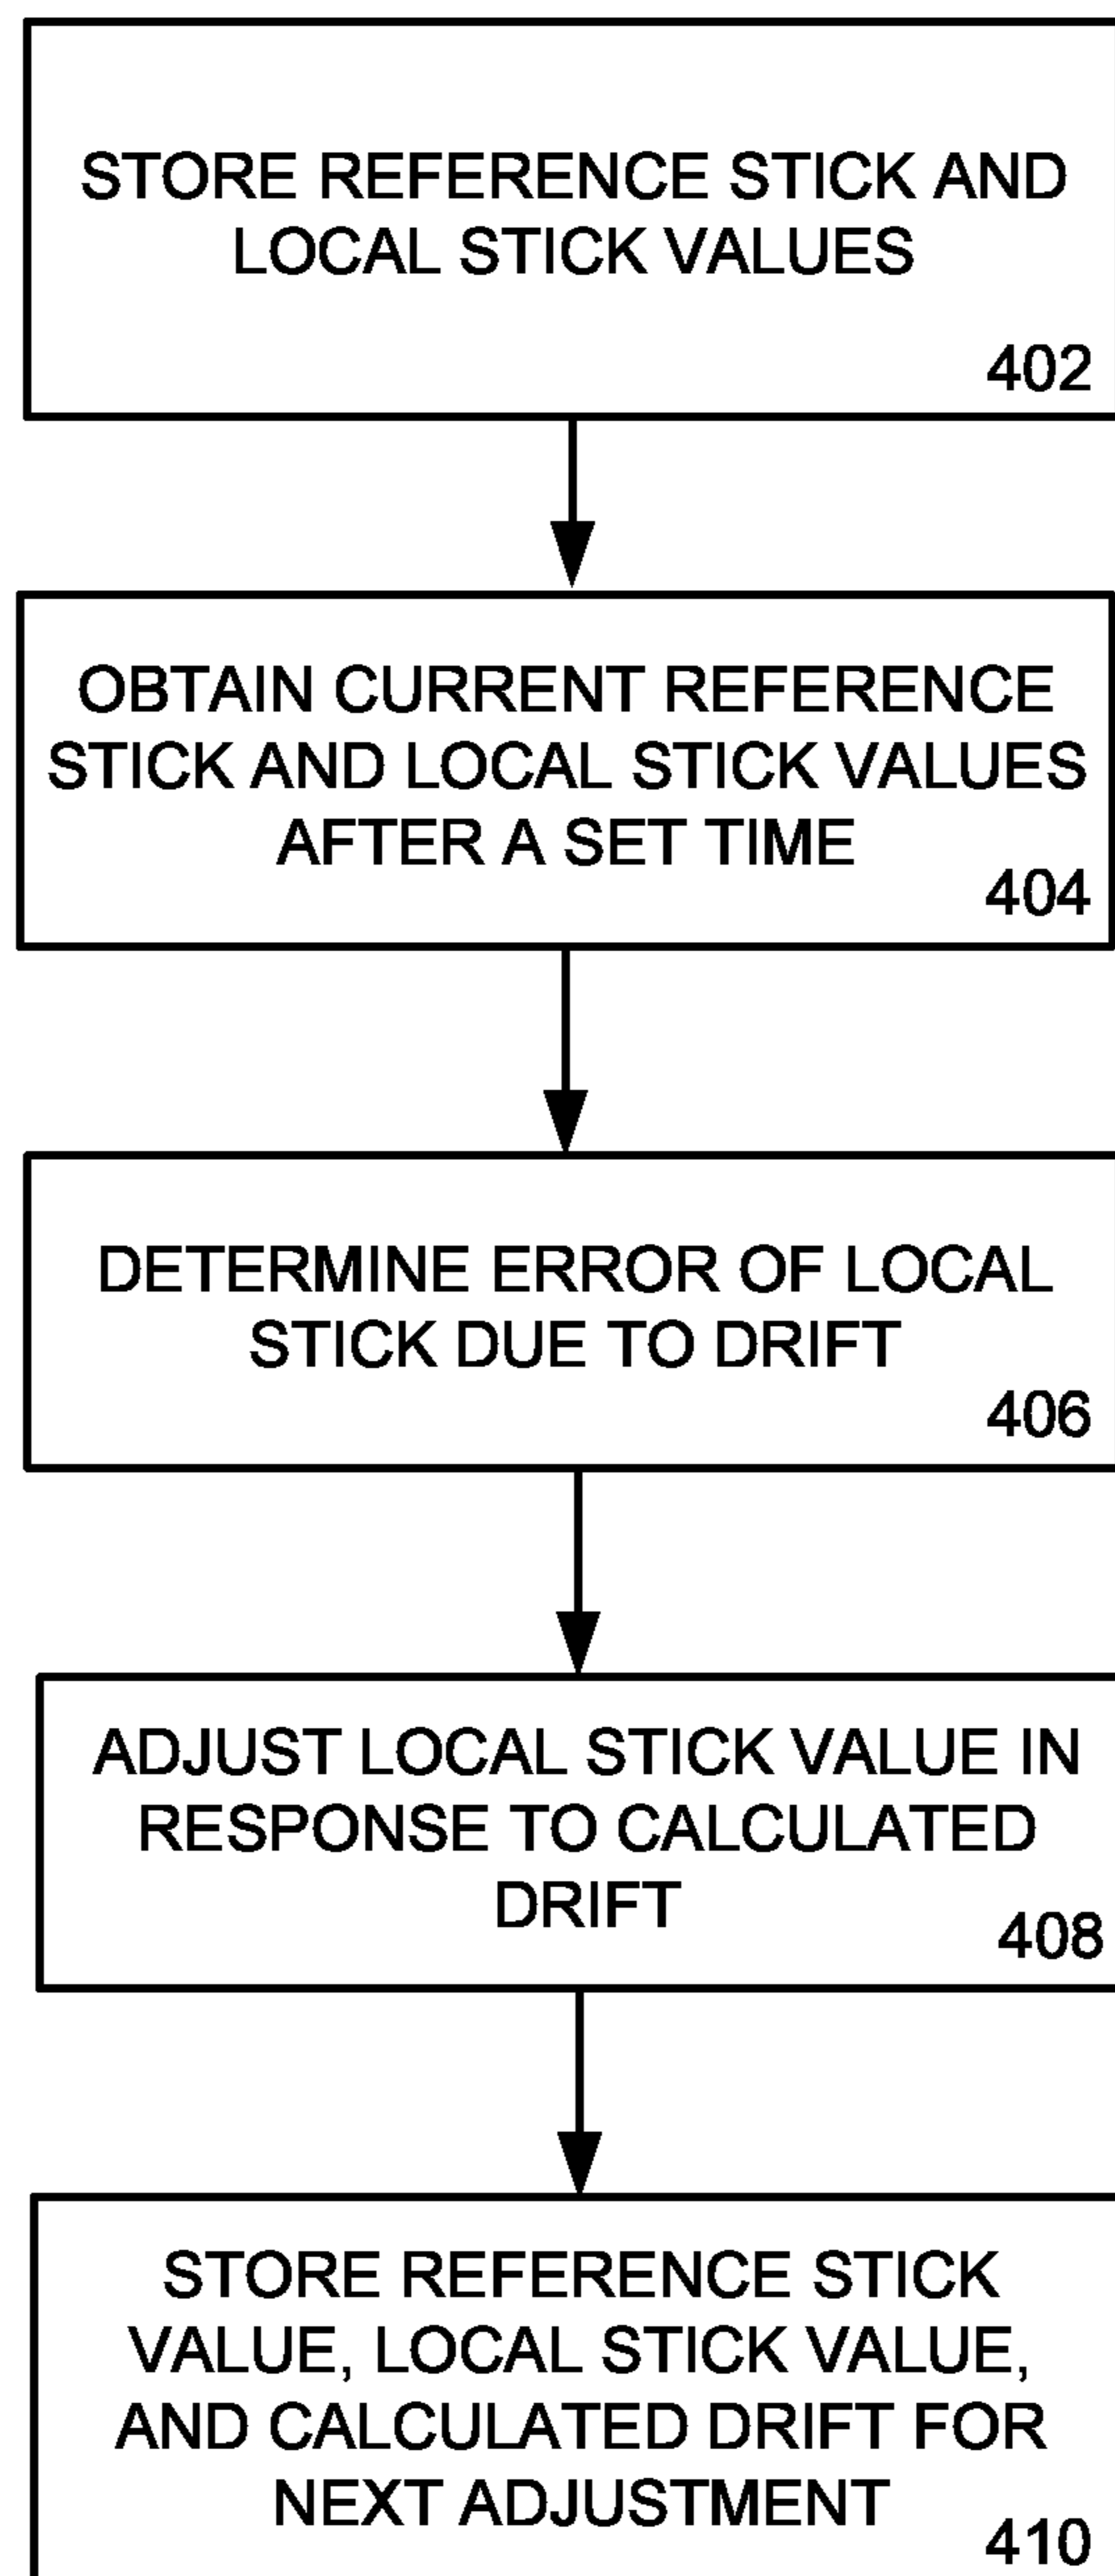 STORE REFERENCE STICK AND
LOCAL STICK VALUES
402
OBTAIN CURRENT REFERENCE
STICK AND LOCAL STICK VALUES
AFTER A SET TIME
404
DETERMINE ERROR OF LOCAL
STICK DUE TO DRIFT
406
ADJUST LOCAL STICK VALUE IN
RESPONSE TO CALCULATED
DRIFT
408
STORE REFERENCE STICK
VALUE, LOCAL STICK VALUE,
AND CALCULATED DRIFT FOR
NEXT ADJUSTMENT
410